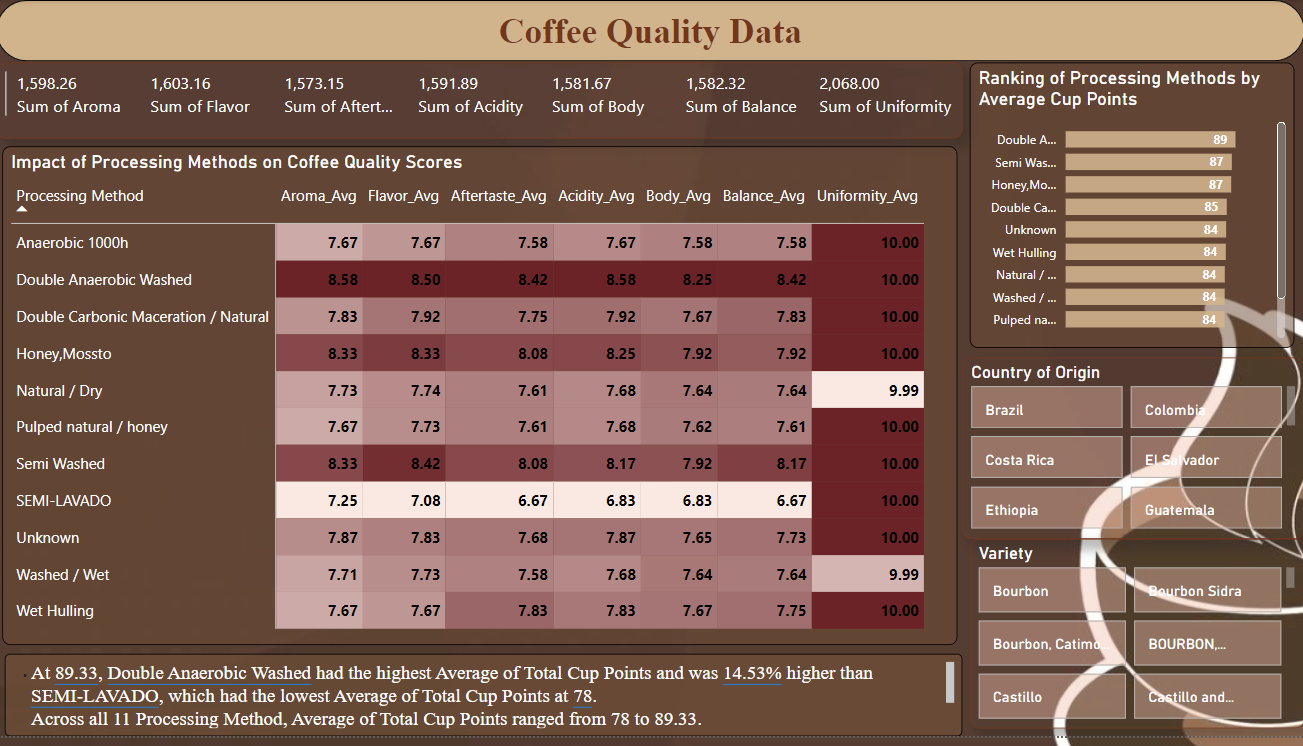 Coffee Quality Data
1,598.26 1,603.16 1,573.15 1,591.89 1,581.67 1,582.32 2,068.00
Sum of Aroma Sum of Flavor Sum of Aftert... Sum of Acidity Sum of Body Sum of Balance Sum of Uniformity
Impact of Processing Methods on Coffee Quality Scores
Processing Method Aroma_Avg Flavor_Avg Aftertaste_Avg Acidity_Avg Body_Avg Balance_Avg Uniformity_Avg
Anaerobic 1000h 7.67 7.67 7.58 7.67 7.58 7.58 10.00
Double Anaerobic Washed 8.58 8.50 8.42 8.58 8.25 8.42 10.00
Double Carbonic Maceration / Natural 7.83 7.92 7.75 7.92 7.67 7.83 10.00
Honey,Mossto 8.33 8.33 8.08 8.25 7.92 7.92 10.00
Natural / Dry 7.73 7.74 7.61 7.68 7.64 7.64 9.99
Pulped natural / honey 7.67 7.73 7.61 7.68 7.62 7.61 10.00
Semi Washed 8.33 8.42 8.08 8.17 7.92 8.17 10.00
SEMI-LAVADO 7.25 7.08 6.67 6.83 6.83 6.67 10.00
Unknown 7.87 7.83 7.68 7.87 7.65 7.73 10.00
Washed / Wet 7.71 7.73 7.58 7.68 7.64 7.64 9.99
Wet Hulling 7.67 7.67 7.83 7.83 7.67 7.75 10.00
At 89.33, Double Anaerobic Washed had the highest Average of Total Cup Points and was 14.53% higher than
SEMI-LAVADO, which had the lowest Average of Total Cup Points at 78.
Across all 11 Processing Method, Average of Total Cup Points ranged from 78 to 89.33.
Ranking of Processing Methods by
Average Cup Points
Double A... 89
Semi Was... 87
Honey,Mo... 87
Double Ca... 85
Unknown 84
Wet Hulling 84
Natural / ... 84
Washed / ... 84
Pulped na... 84
Country of Origin
Brazil Colombia
Costa Rica El Salvador
Ethiopia Guatemala
Variety
Bourbon Bourbon Sidra
Bourbon, Catimo... BOURBON,...
Castillo Castillo and...